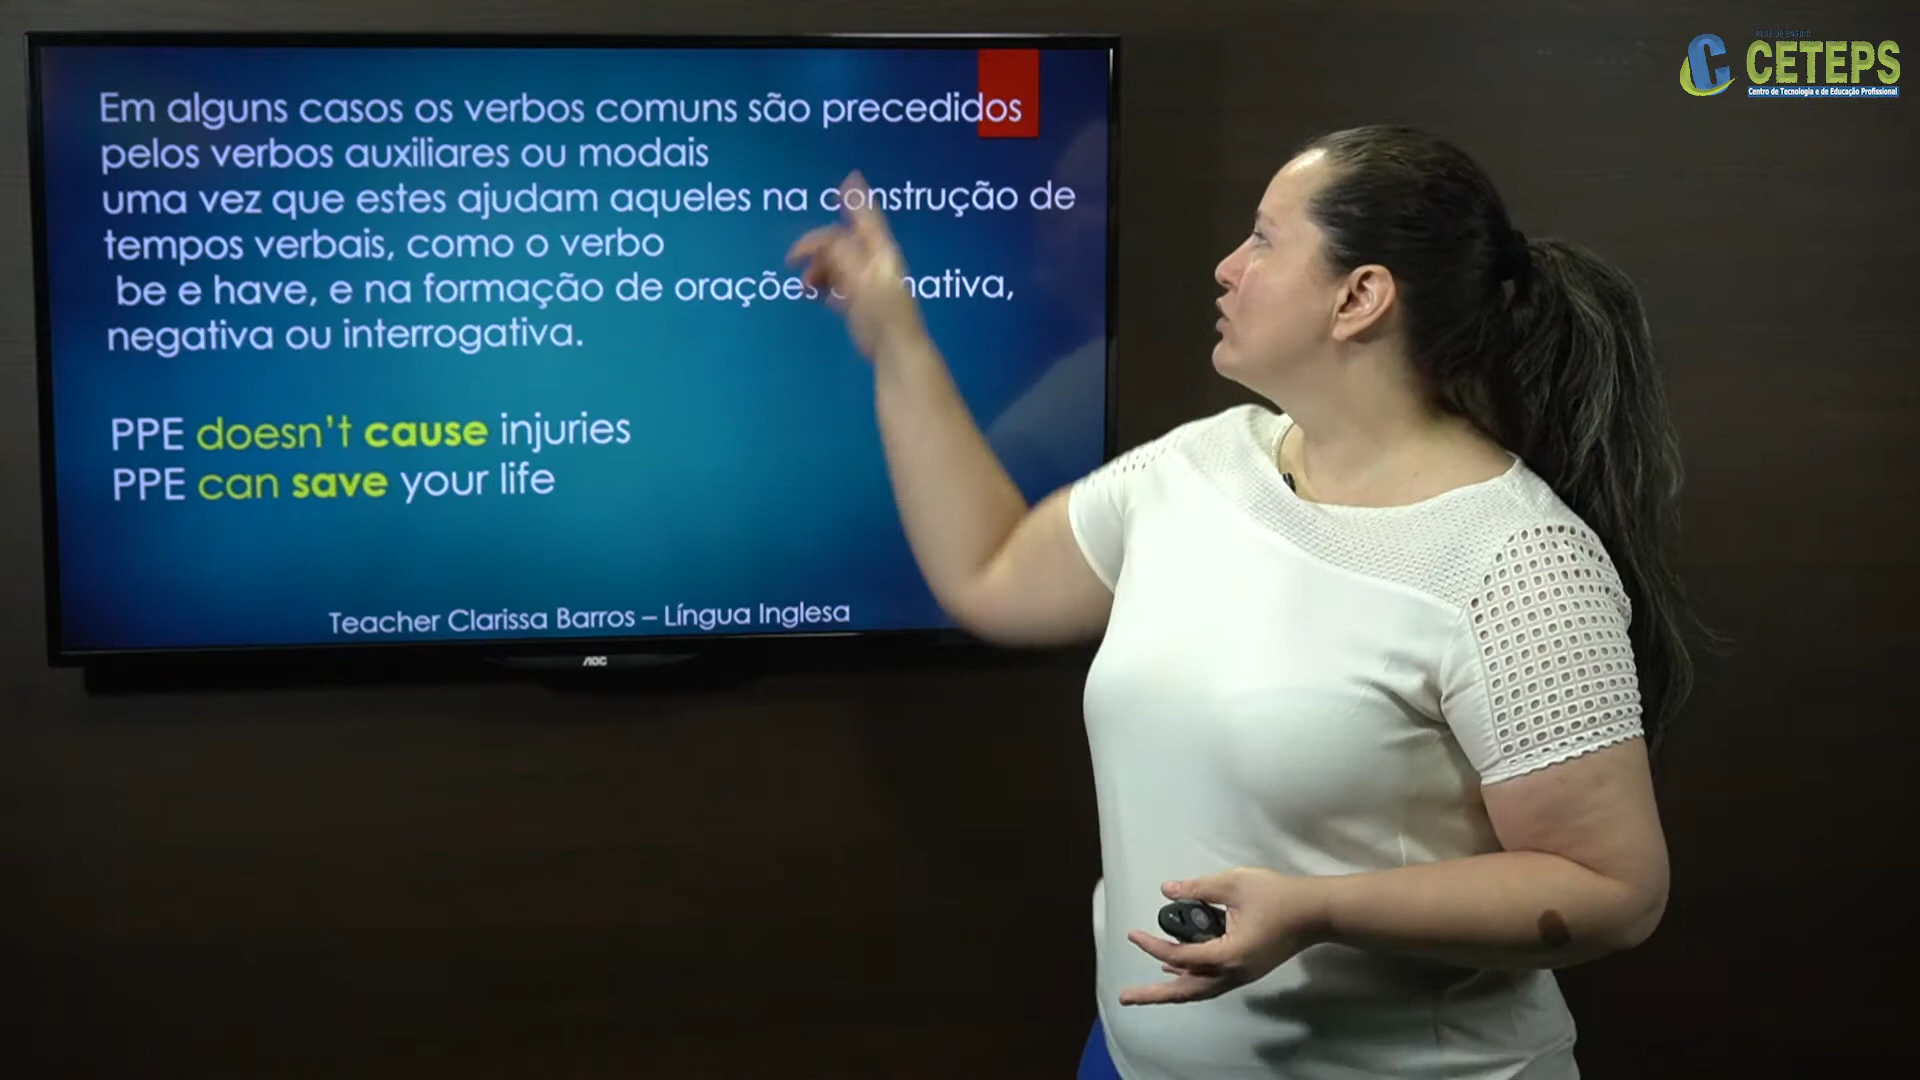 CETEPS
Centro de Tecnologia e de Educação Profissional
Em alguns casos os verbos comuns são precedidos
pelos verbos auxiliares ou modais
uma vez que estes ajudam aqueles na construção de
tempos verbais, como o verbo
be e have, e na formação de orações
negativa ou interrogativa.
PPE doesn't cause injuries
PPE can save your life
Teacher Clarissa Barros – Língua Inglesa
AOC